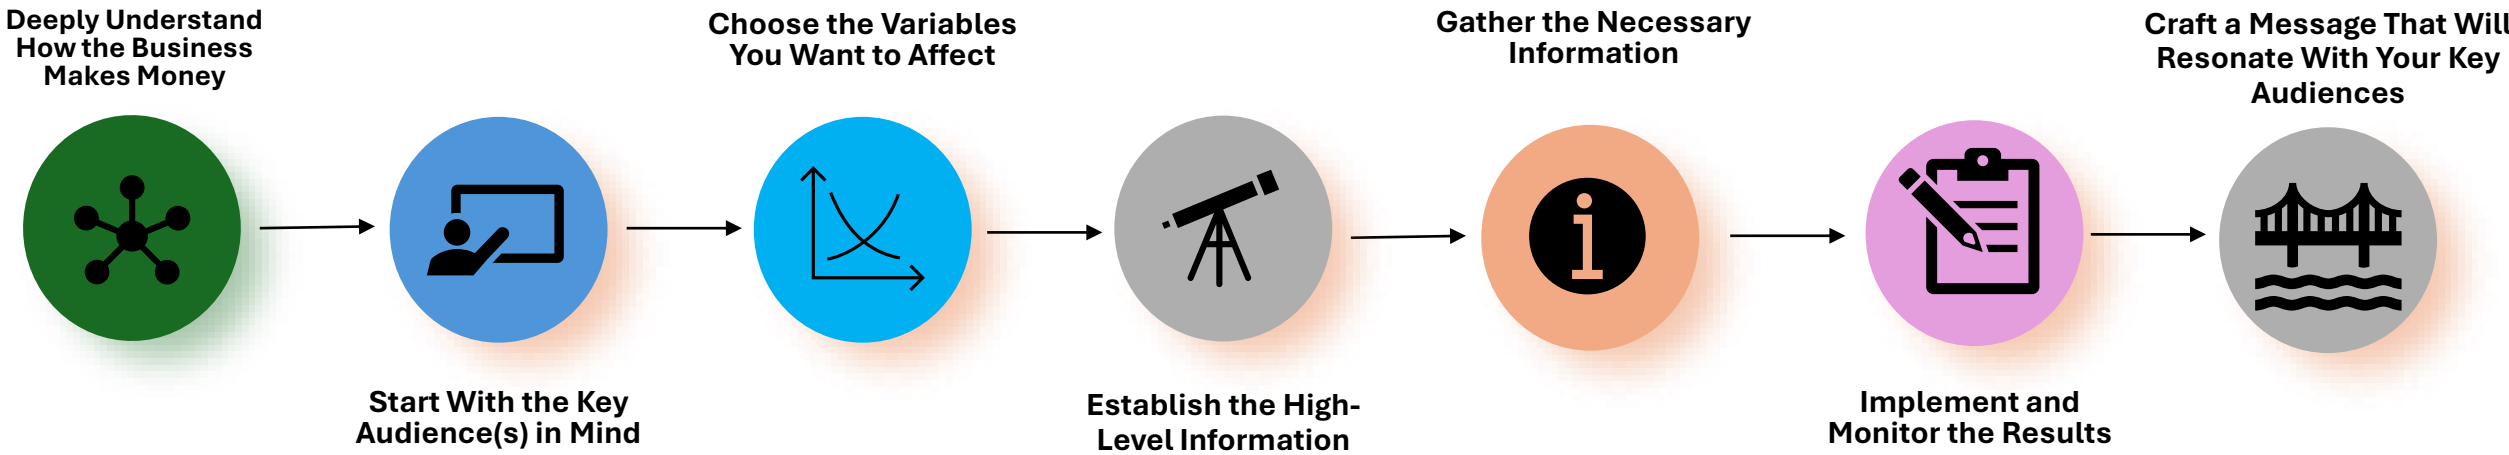 Deeply Understand
How the Business
Makes Money
Start With the Key
Audience(s) in Mind
Choose the Variables
You Want to Affect
Establish the High-
Level Information
Gather the Necessary
Information
Implement and
Monitor the Results
Craft a Message That Will
Resonate With Your Key
Audiences